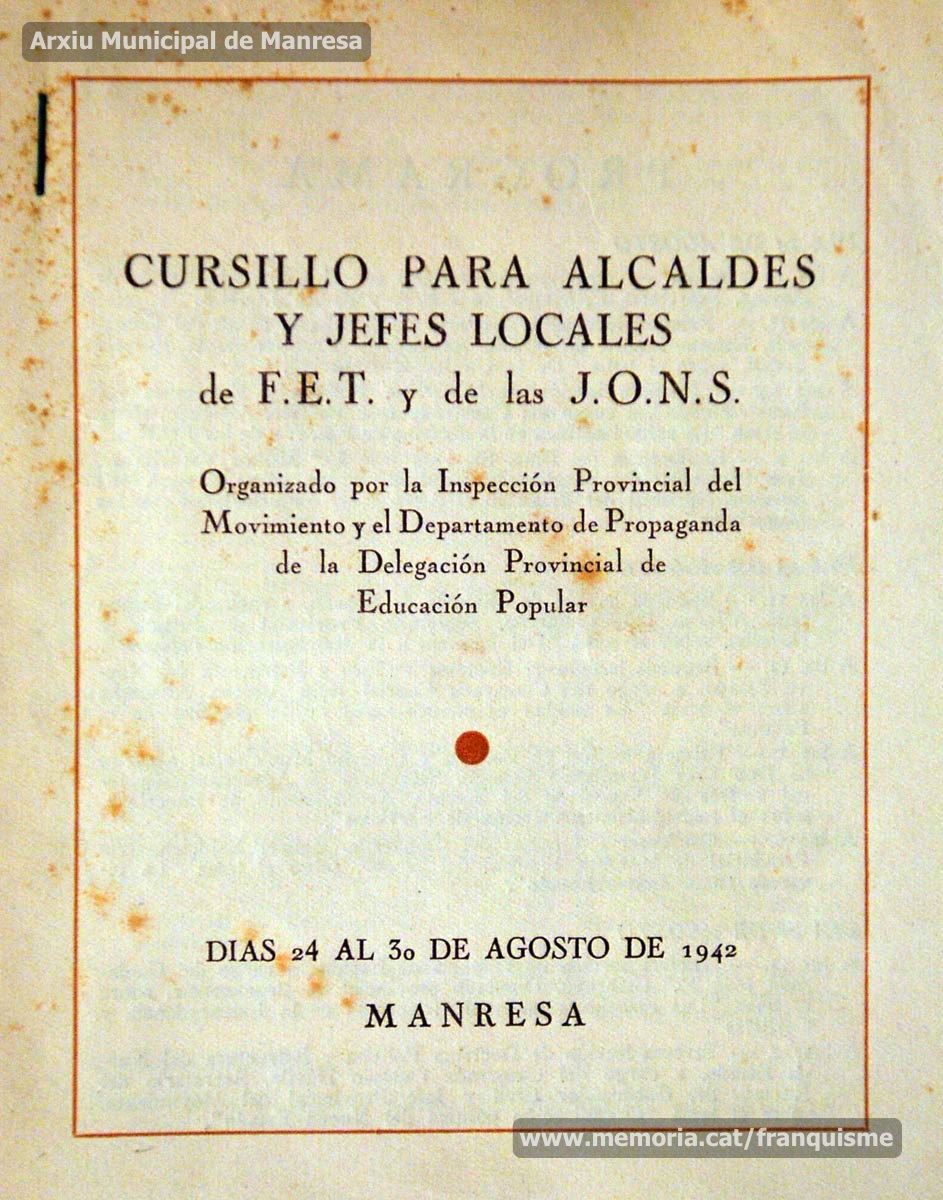 Arxiu Municipal de Manresa
CURSILLO PARA ALCALDES
Y JEFES LOCALES
de F.E.T. y de las J.O.N.S.
Organizado por la Inspección Provincial del
Movimiento y el Departamento de Propaganda
de la Delegación Provincial de
Educación Popular
DIAS 24 AL 30 DE AGOSTO DE 1942
MANRESA
www.memoria.cat/franquisme